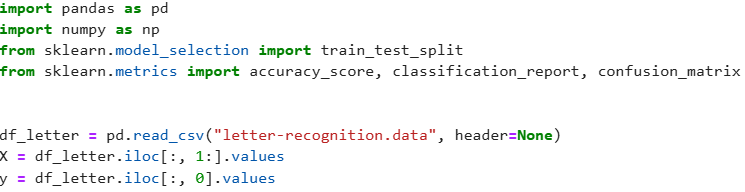 import pandas as pd
import numpy as np
from sklearn.model_selection import train_test_split
from sklearn.metrics import accuracy_score, classification_report, confusion_matrix
df_letter = pd.read_csv("letter-recognition.data", header=None)
X = df_letter.iloc[:, 1:].values
y = df_letter.iloc[:, 0].values